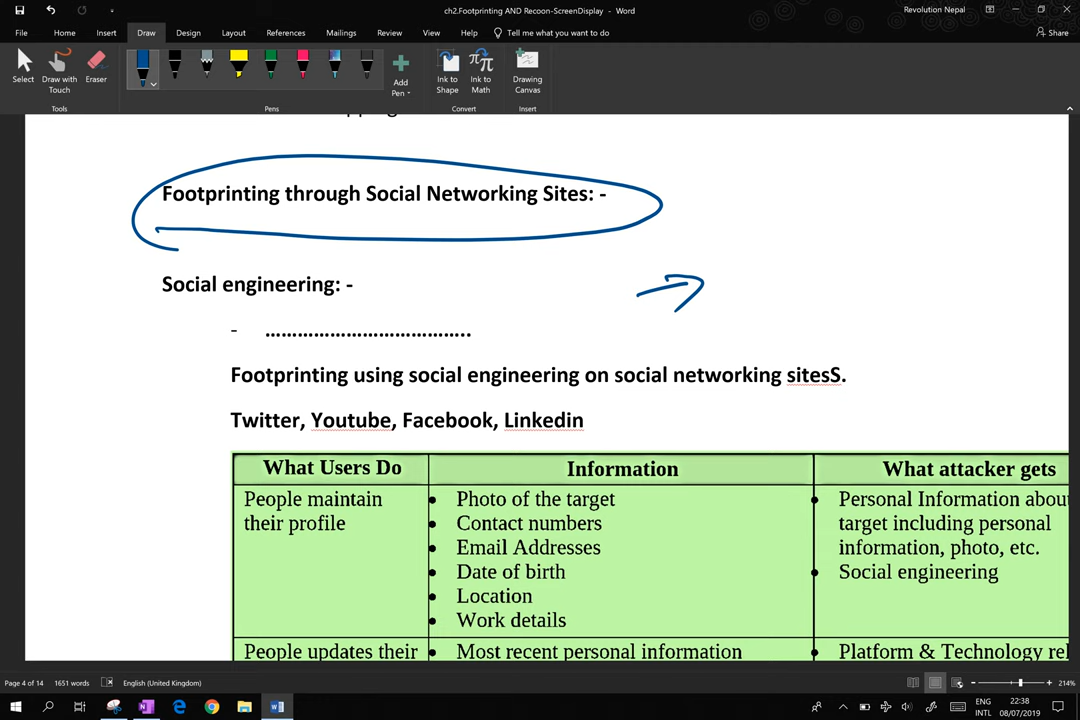 ch2.Footprinting AND Recoon-ScreenDisplay - Word
Revolution Nepal
File Home Insert Draw Design Layout References Mailings Review View Help Tell me what you want to do
Share
Select
Draw with Touch
Eraser
Add Pen
Ink to Shape
Ink to Math
Drawing Canvas
Tools Pens Convert Insert
Footprinting through Social Networking Sites: -
Social engineering: -
- ………………………………..
Footprinting using social engineering on social networking sitesS.
Twitter, Youtube, Facebook, Linkedin
What Users Do Information What attacker gets
People maintain
their profile
• Photo of the target
• Contact numbers
• Email Addresses
• Date of birth
• Location
• Work details
• Personal Information abou
target including personal
information, photo, etc.
• Social engineering
People updates their
• Most recent personal information
• Platform & Technology rel
Page 4 of 14 1651 words English (United Kingdom)
214%
ENG
INTL
22:38
08/07/2019